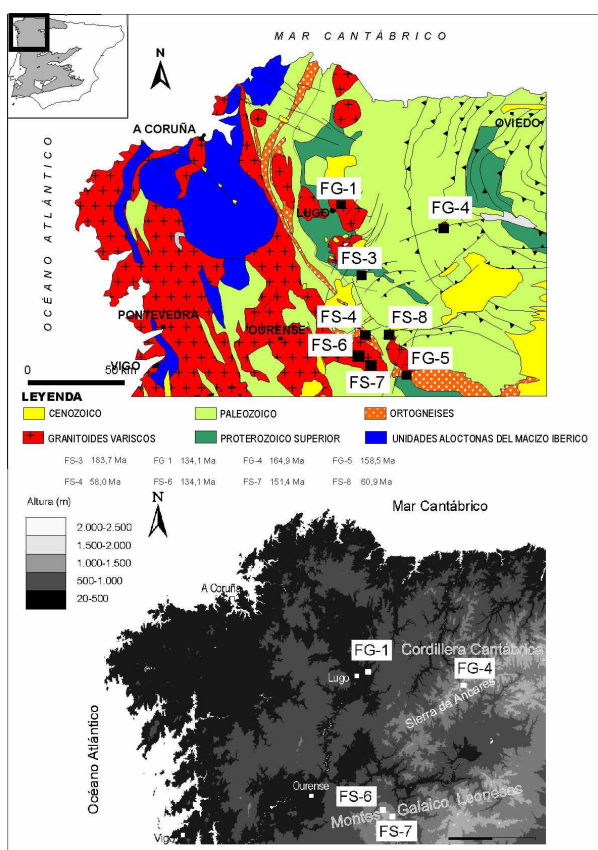 MAR CANTÁBRICO
N
OVIEDO
A CORUÑA
OCÉANO ATLÁNTICO
FG-1
LUGO
FG-4
FS-3
FS-4
FS-8
PONTEVEDRA
OURENSE
FS-6
FG-5
VIGO
FS-7
50 km
LEYENDA
CENOZOICO
PALEOZOICO
ORTOGNEISES
GRANITOIDES VARISCOS
PROTEROZOICO SUPERIOR
UNIDADES ALOCTONAS DEL MACIZO IBERICO
FS-3 163,7 Ma FG 1 134,1 Ma FG-4 164,9 Ma FG-5 158,5 Ma
FS-4 58,0 Ma FS-6 134,1 Ma FS-7 151,4 Ma FS-8 60,9 Ma
Altura (m)
N
Mar Cantábrico
2.000-2.500
1.500-2.000
1.000-1.500
500-1.000
20-500
A Coruña
Océano Atlántico
FG-1
Cordillera Cantábrica
Lugo
FG-4
Sierra de Ancares
Ourense
FS-6
Montes Galaico Leoneses
FS-7
Vigo